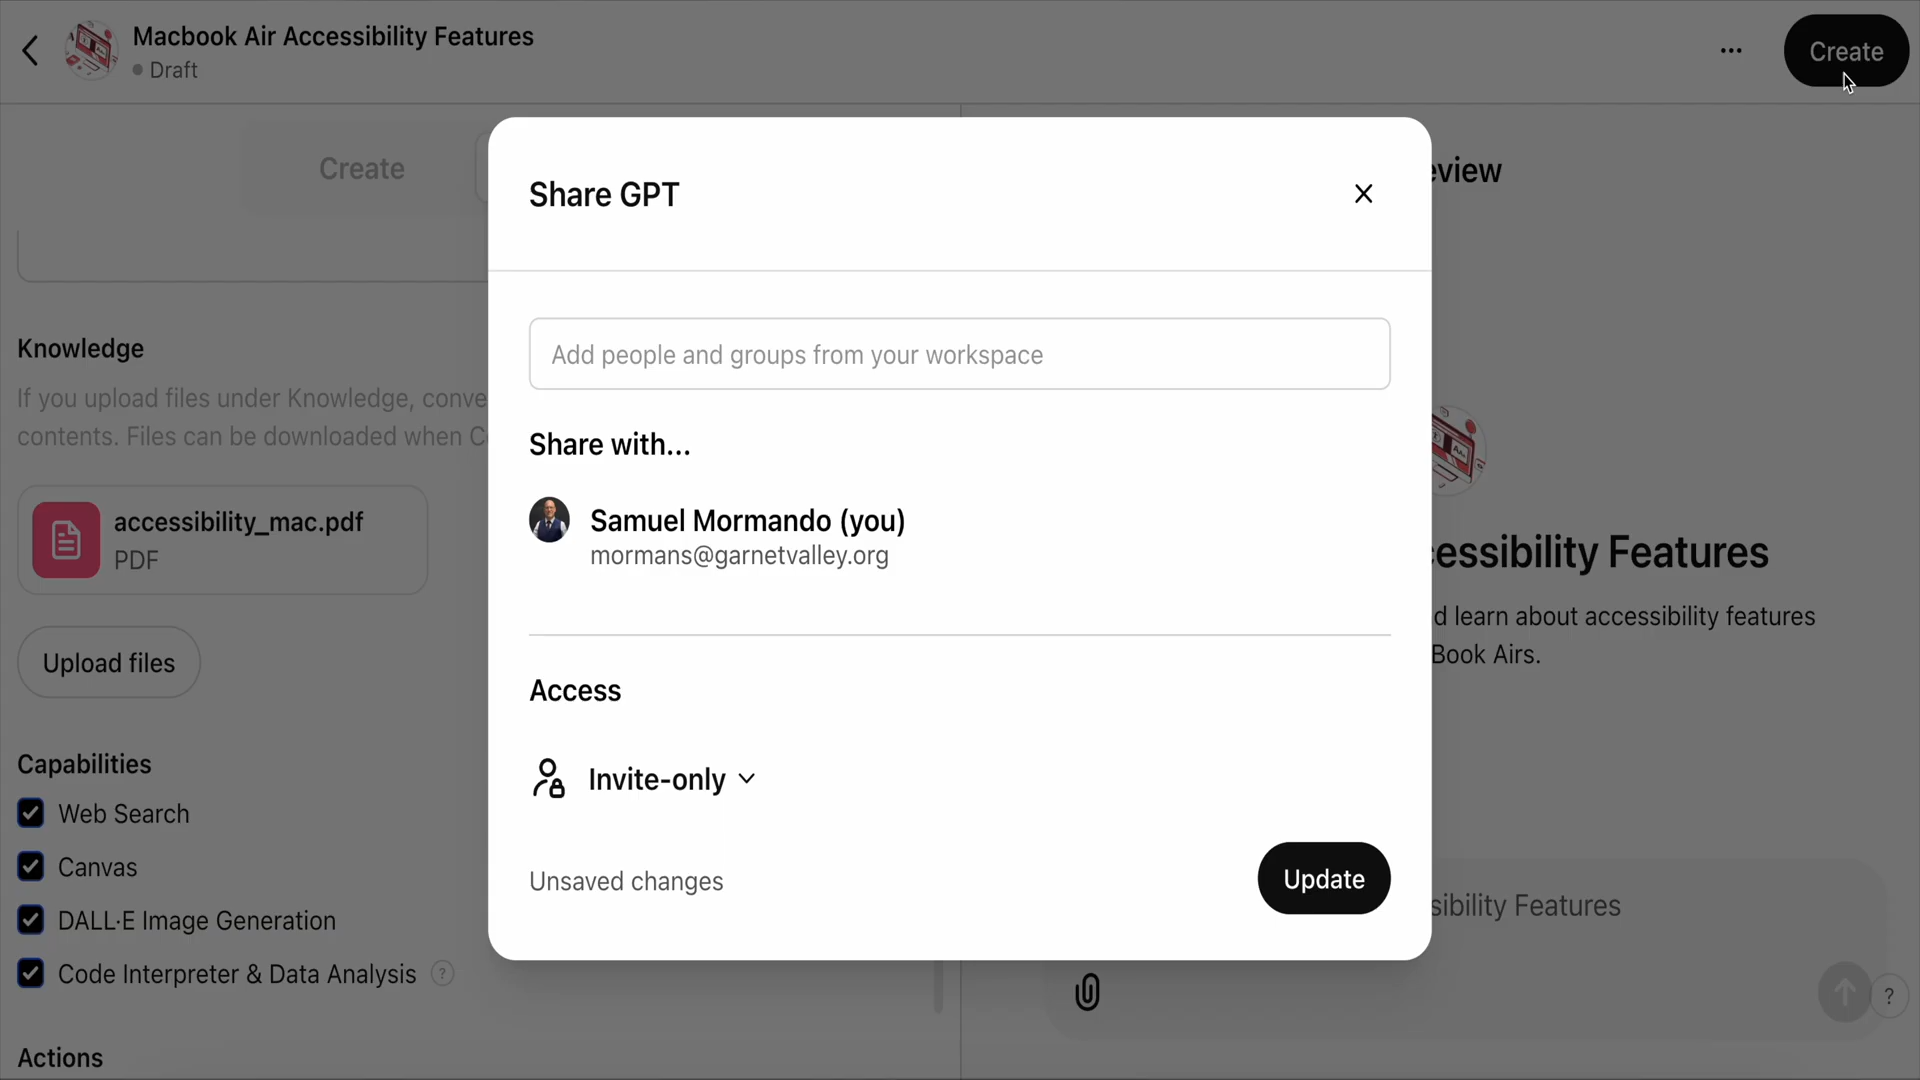 Macbook Air Accessibility Features
Draft
...
Create
Create
eview
Share GPT
Add people and groups from your workspace
Share with...
Samuel Mormando (you)
mormans@garnetvalley.org
Access
Invite-only
Unsaved changes
Update
Knowledge
If you upload files under Knowledge, conve
contents. Files can be downloaded when C
accessibility_mac.pdf
PDF
Upload files
Capabilities
Web Search
Canvas
DALL·E Image Generation
Code Interpreter & Data Analysis ?
Actions
cessibility Features
d learn about accessibility features
Book Airs.
sibility Features
?